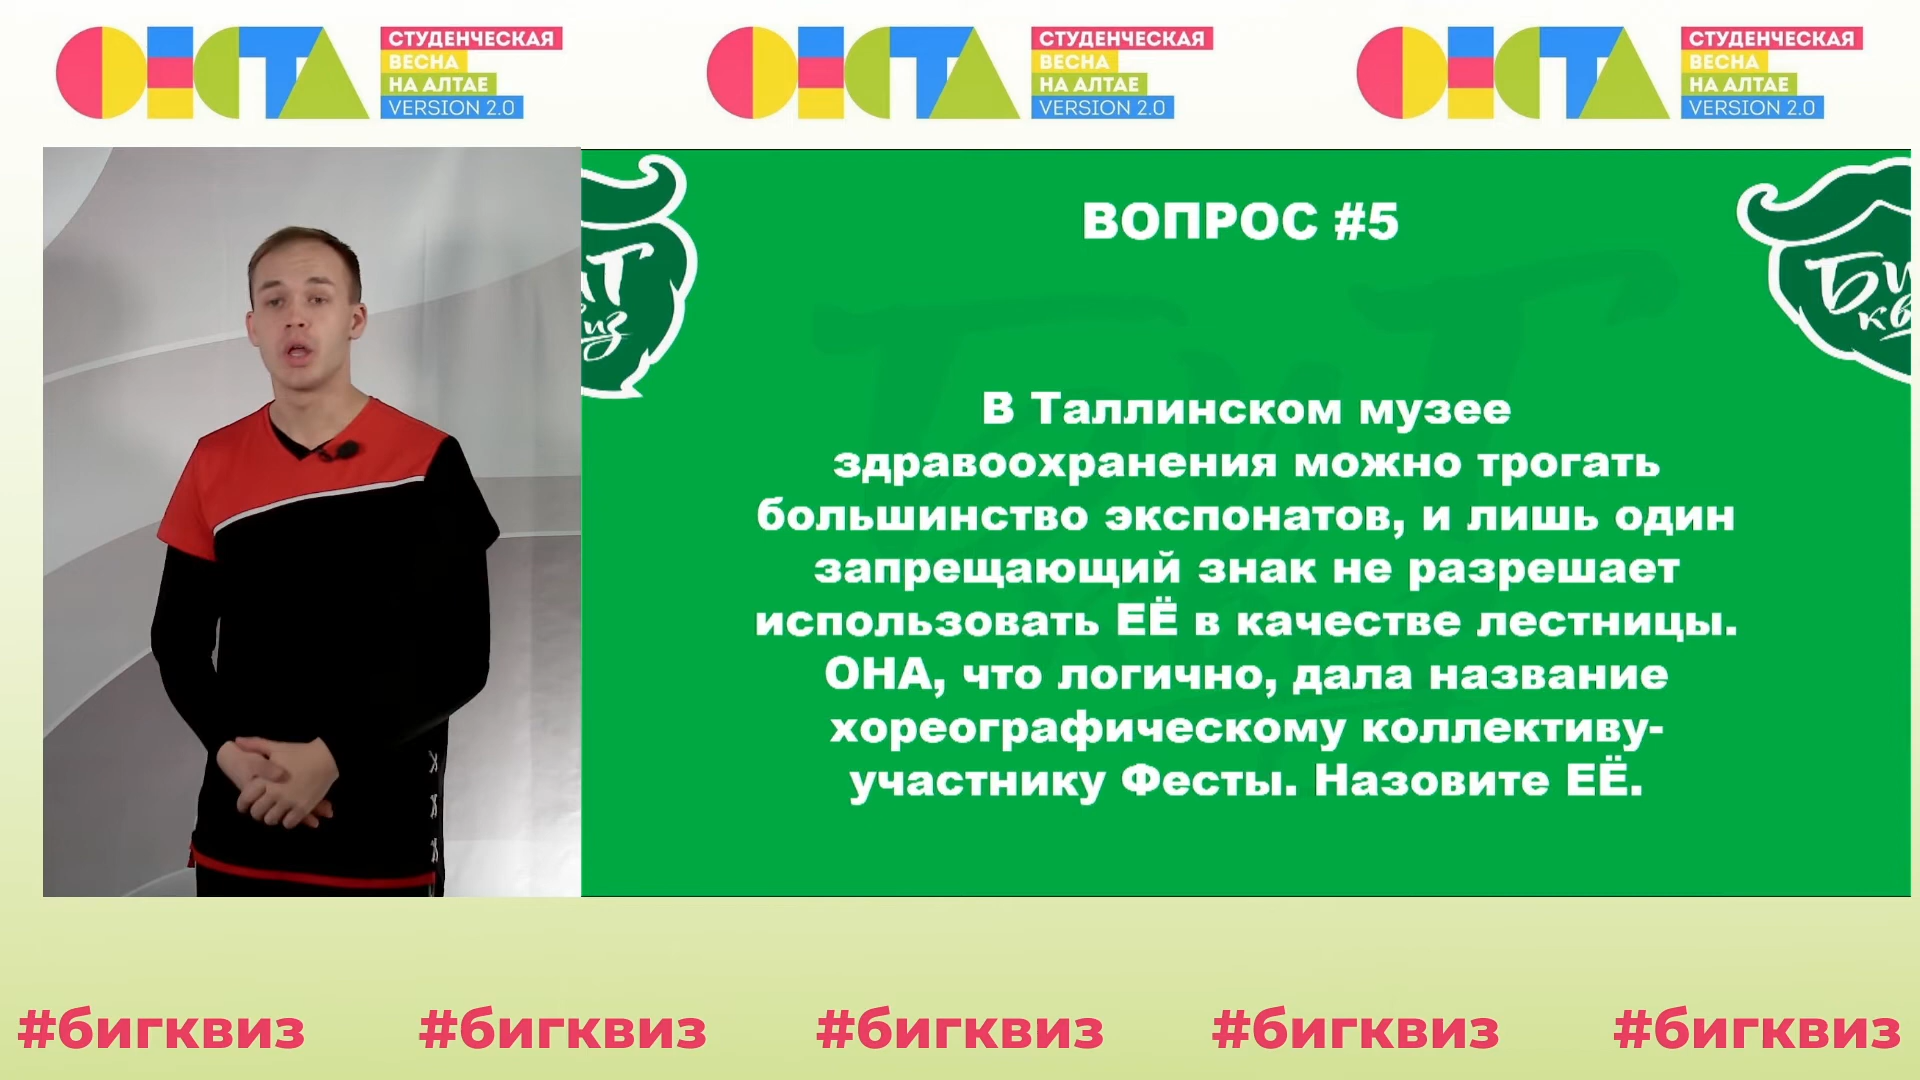 СТУДЕНЧЕСКАЯ
ВЕСНА
НА АЛТАЕ
VERSION 2.0
СТУДЕНЧЕСКАЯ
ВЕСНА
НА АЛТАЕ
VERSION 2.0
СТУДЕНЧЕСКАЯ
ВЕСНА
НА АЛТАЕ
VERSION 2.0
ВОПРОС #5
В Таллинском музее
здравоохранения можно трогать
большинство экспонатов, и лишь один
запрещающий знак не разрешает
использовать ЕЁ в качестве лестницы.
ОНА, что логично, дала название
хореографическому коллективу-
участнику Фесты. Назовите ЕЁ.
#бигквиз #бигквиз #бигквиз #бигквиз #бигквиз